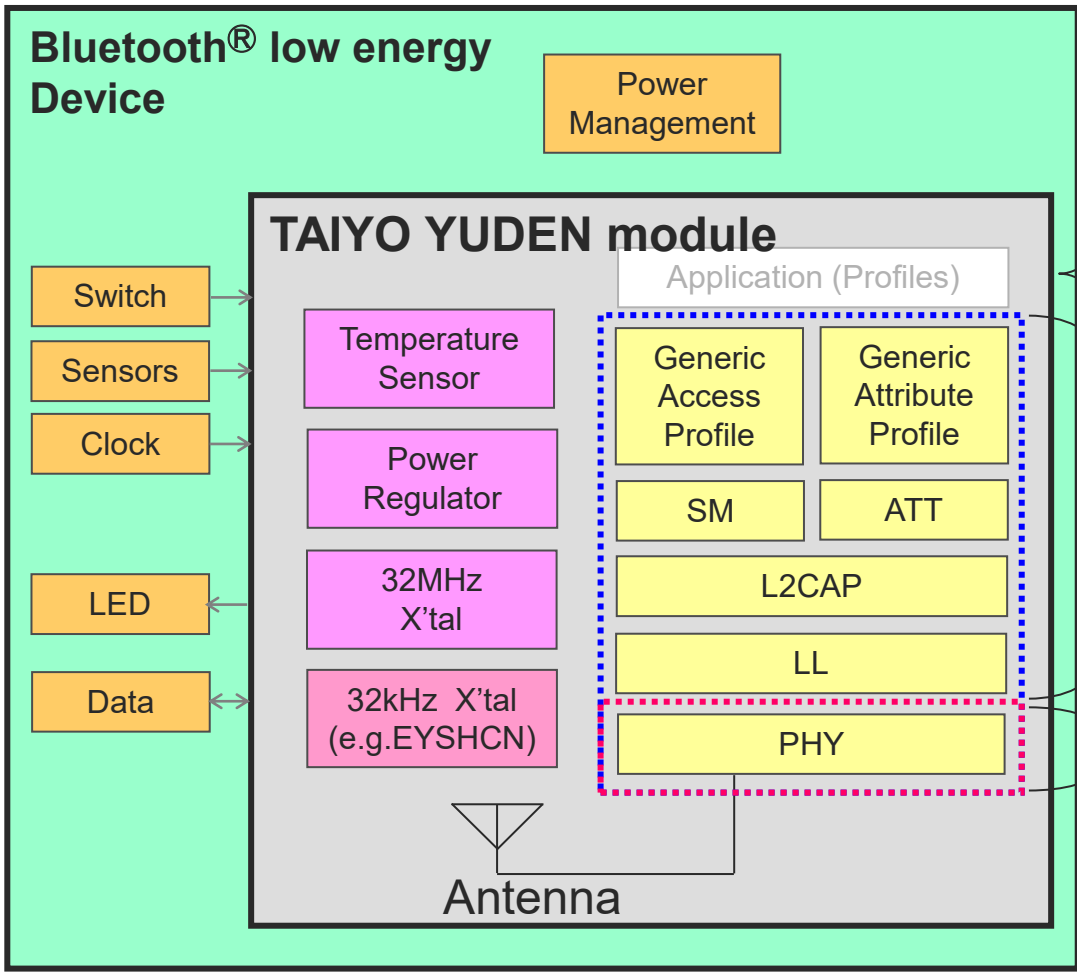 Bluetooth® low energy
Device
Power
Management
TAIYO YUDEN module
Application (Profiles)
Switch
Sensors
Clock
LED
Data
Temperature
Sensor
Power
Regulator
32MHz
X’tal
32kHz X’tal
(e.g.EYSHCN)
Generic
Access
Profile
Generic
Attribute
Profile
SM
ATT
L2CAP
LL
PHY
Antenna